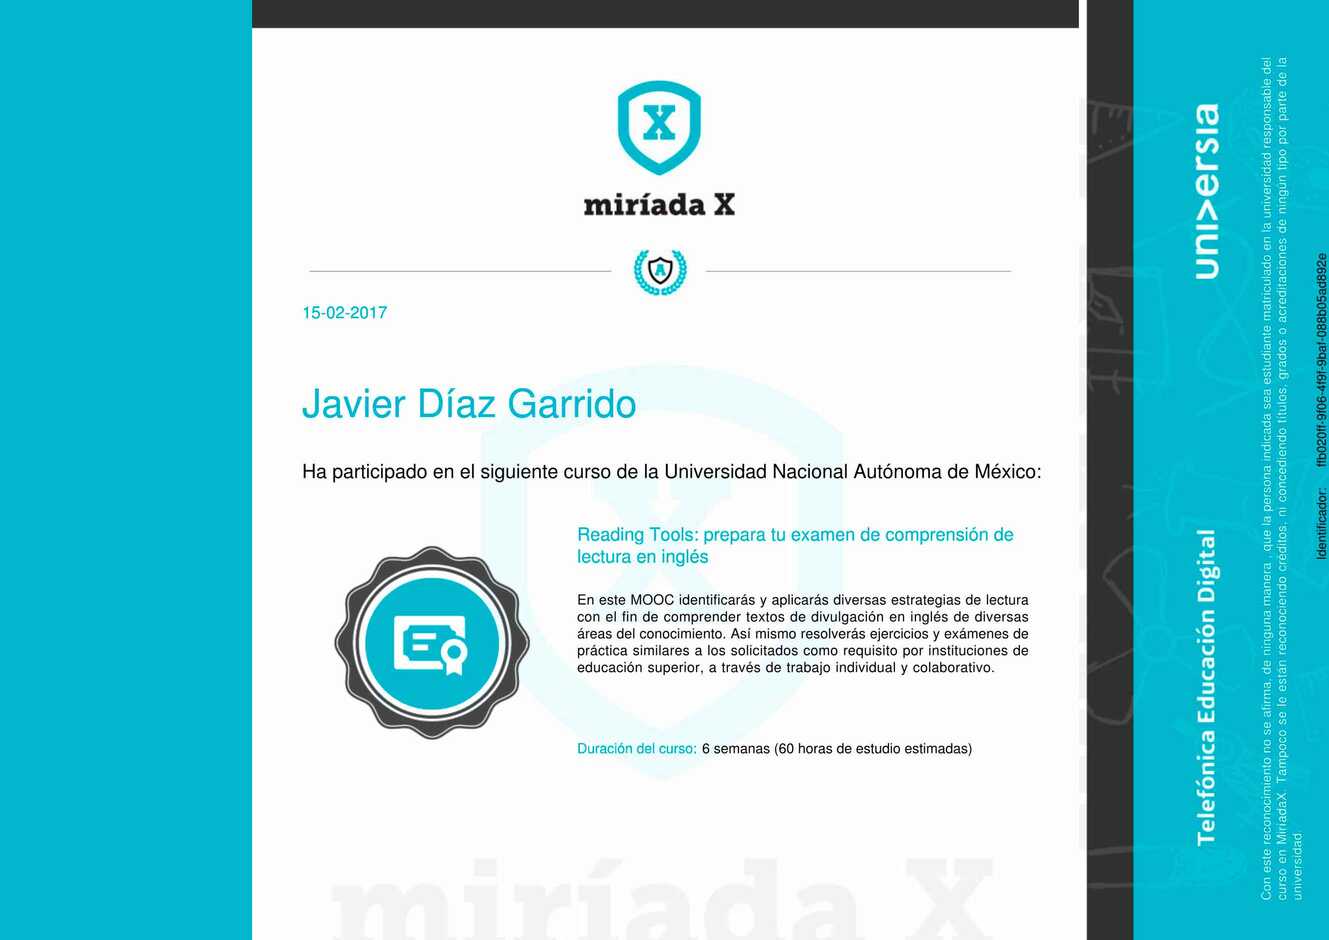 X
miríada X
A
15-02-2017
Javier Díaz Garrido
Ha participado en el siguiente curso de la Universidad Nacional Autónoma de México:
Reading Tools: prepara tu examen de comprensión de
lectura en inglés
En este MOOC identificarás y aplicarás diversas estrategias de lectura
con el fin de comprender textos de divulgación en inglés de diversas
áreas del conocimiento. Así mismo resolverás ejercicios y exámenes de
práctica similares a los solicitados como requisito por instituciones de
educación superior, a través de trabajo individual y colaborativo.
Duración del curso: 6 semanas (60 horas de estudio estimadas)
miríada X
universia
Telefónica Educación Digital
Con este reconocimiento no se afirma, de ninguna manera , que la persona indicada sea estudiante matriculado en la universidad responsable del
curso en MiríadaX. Tampoco se le están reconociendo créditos, ni concediendo títulos, grados o acreditaciones de ningún tipo por parte de la
universidad
Identificador: ffb020ff-9f06-4f9f-9baf-088b05ad892e